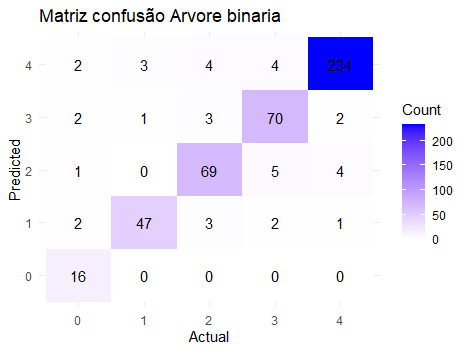 Matriz confusão Arvore binaria
4 2 3 4 4 234
3 2 1 3 70 2
2 1 0 69 5 4
1 2 47 3 2 1
0 16 0 0 0 0
0 1 2 3 4
Actual
Predicted
Count
200
150
100
50
0